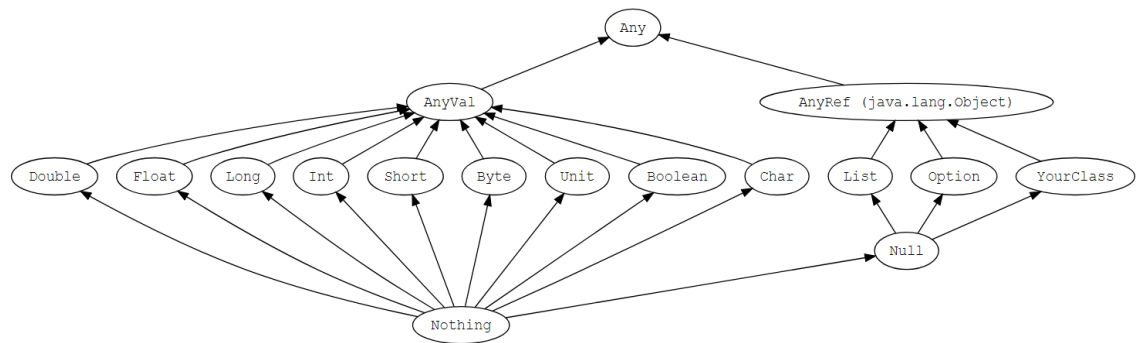 Any
AnyVal
AnyRef (java.lang.Object)
Double
Float
Long
Int
Short
Byte
Unit
Boolean
Char
List
Option
YourClass
Null
Nothing